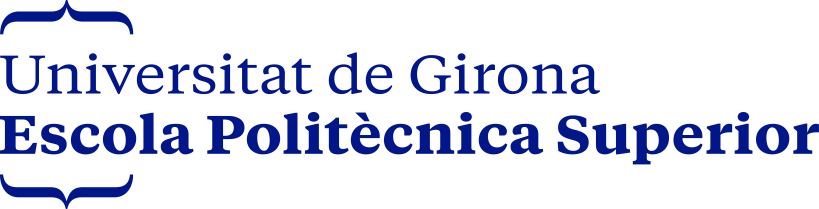 Universitat de Girona
Escola Politècnica Superior